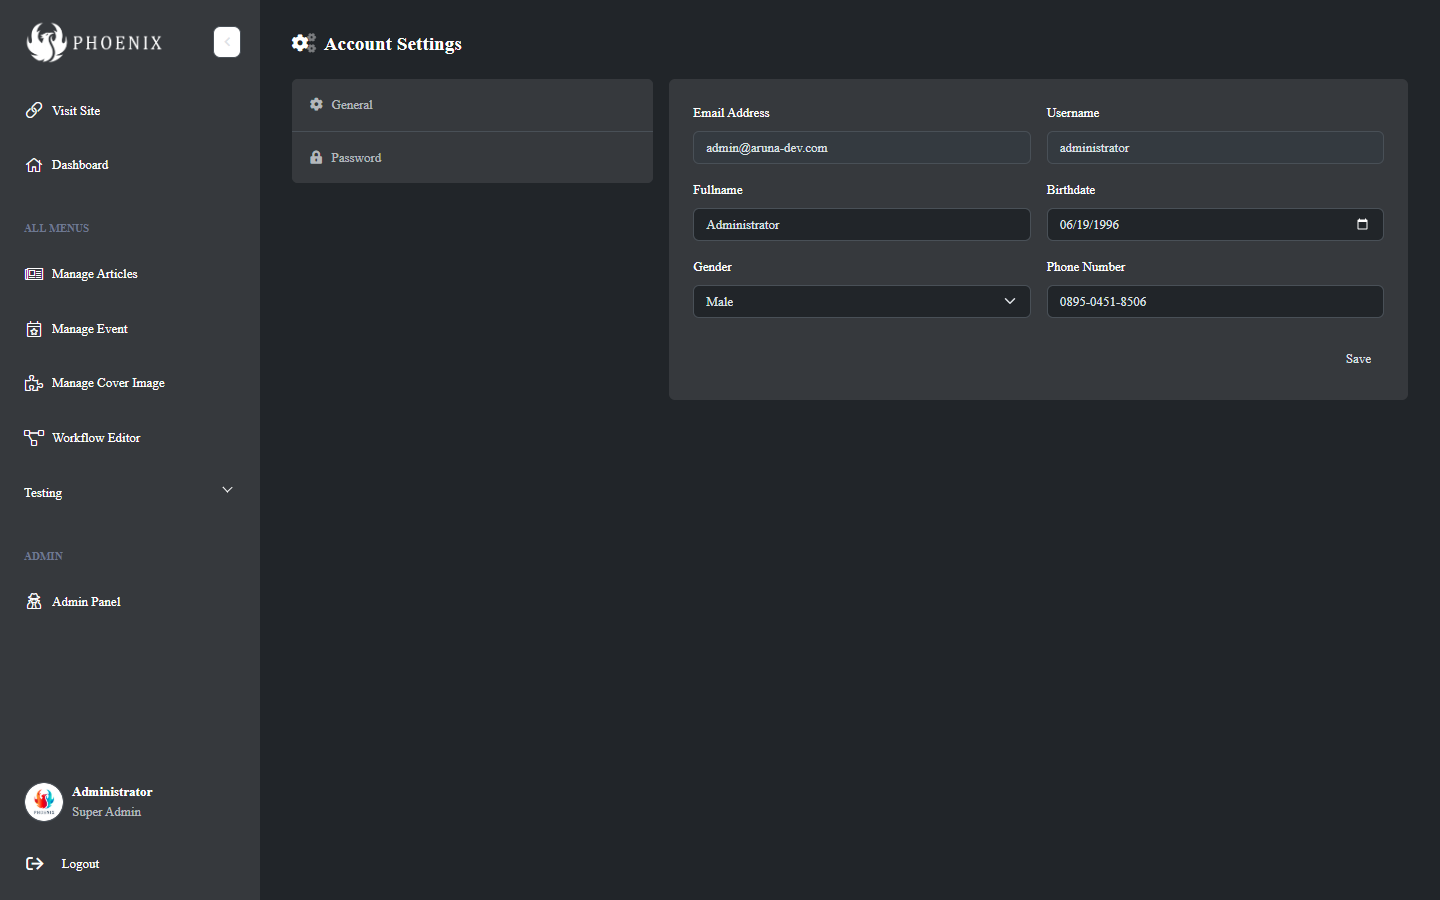 PHOENIX
Visit Site
Dashboard
ALL MENUS
Manage Articles
Manage Event
Manage Cover Image
Workflow Editor
Testing
ADMIN
Admin Panel
PHOENIX
Administrator
Super Admin
Logout
Account Settings
General
Password
Email Address
admin@aruna-dev.com
Username
administrator
Fullname
Administrator
Birthdate
06/19/1996
Gender
Male
Phone Number
0895-0451-8506
Save